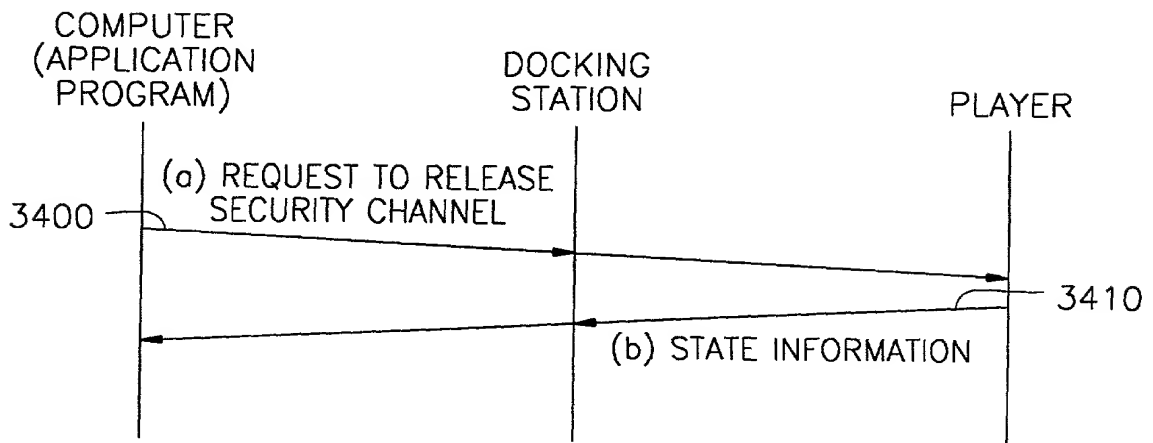 COMPUTER
(APPLICATION
PROGRAM)
DOCKING
STATION
PLAYER
(a) REQUEST TO RELEASE
SECURITY CHANNEL
3400
3410
(b) STATE INFORMATION